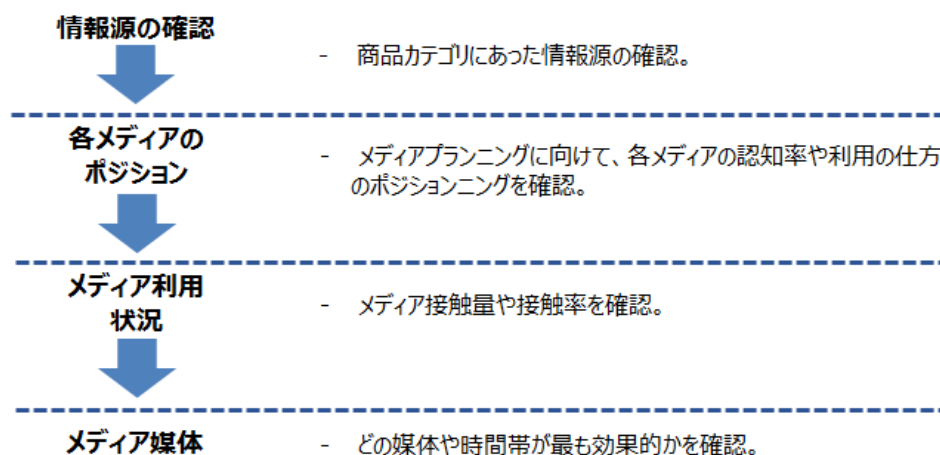 情報源の確認
- 商品カテゴリにあった情報源の確認。
各メディアの
ポジション
- メディアプランニングに向けて、各メディアの認知率や利用の仕方
のポジションニングを確認。
メディア利用
状況
- メディア接触量や接触率を確認。
メディア媒体
- どの媒体や時間帯が最も効果的かを確認。